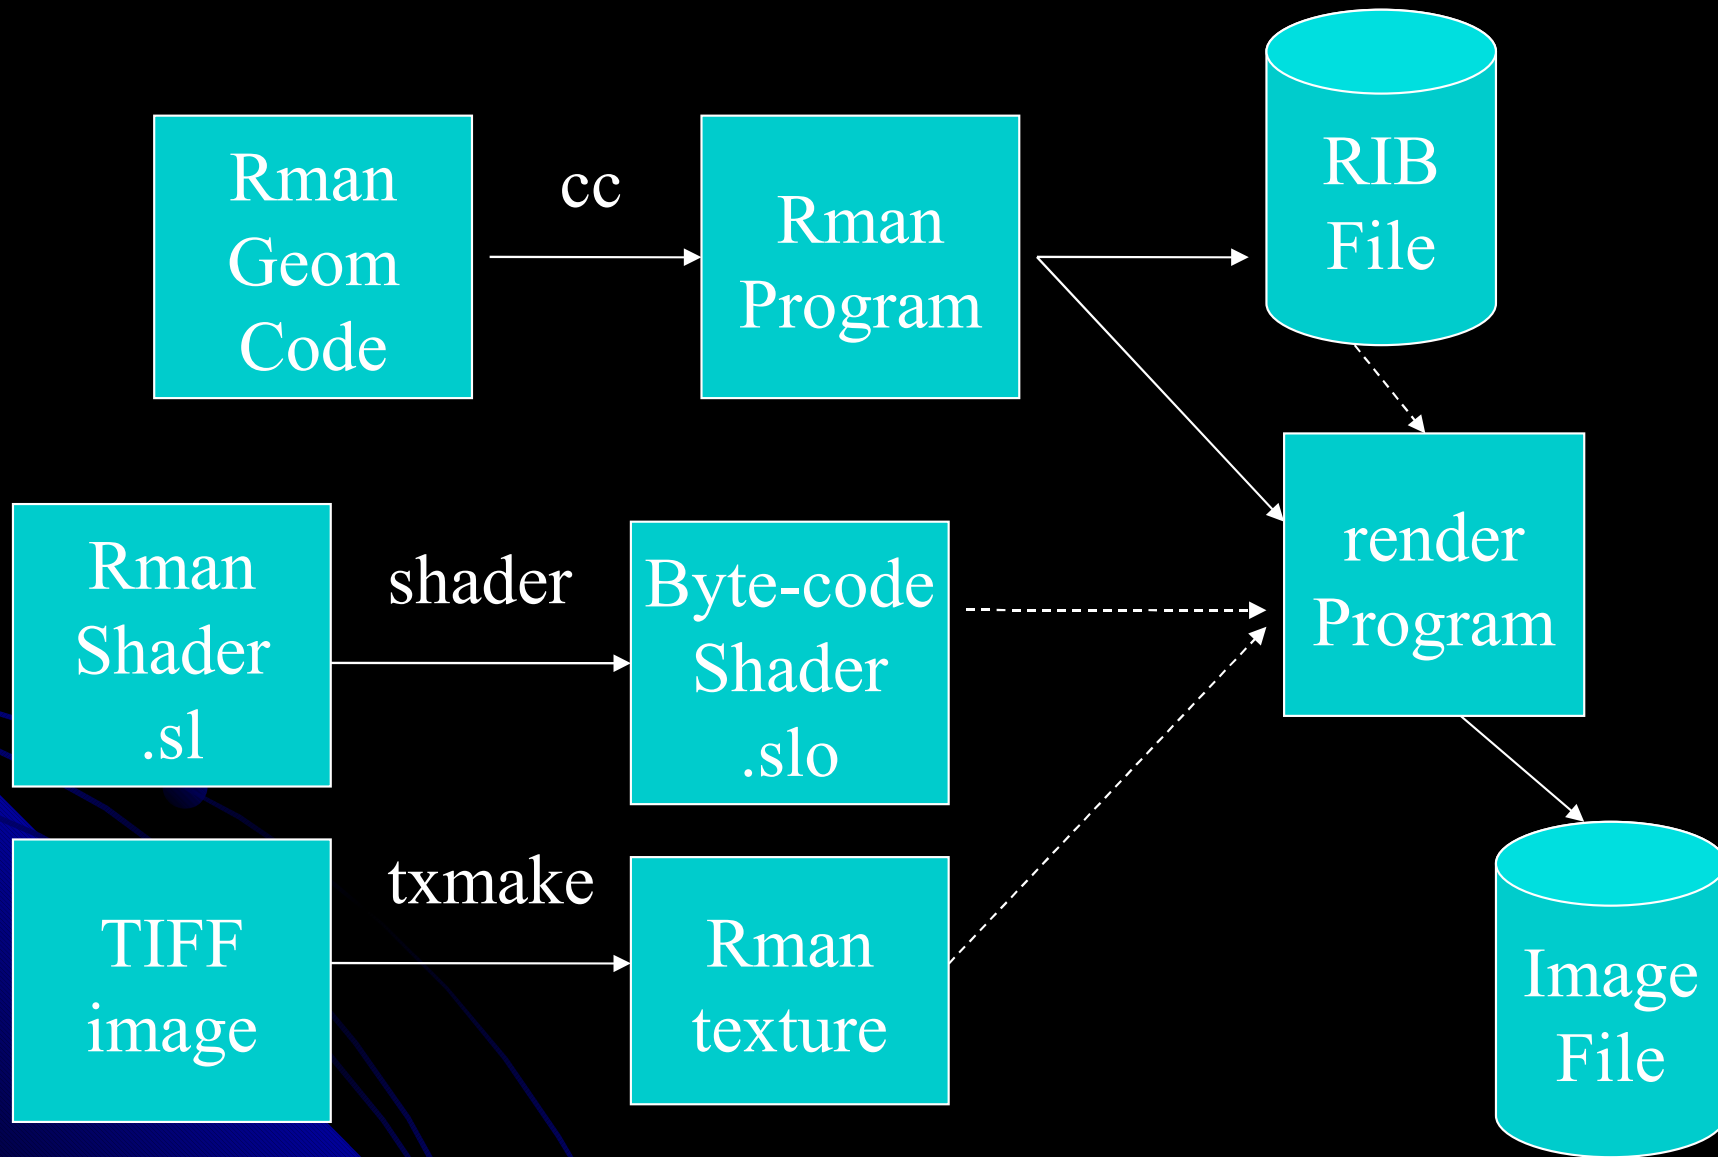 Rman
Geom
Code
cc
Rman
Program
RIB
File
Rman
Shader
.sl
shader
Byte-code
Shader
.slo
render
Program
TIFF
image
txmake
Rman
texture
Image
File